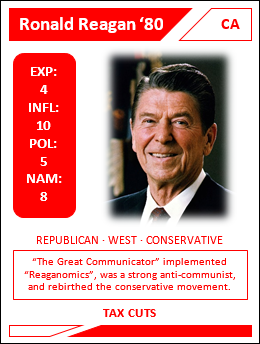 Ronald Reagan ‘80
CA
EXP:
4
INFL:
10
POL:
5
NAM:
8
REPUBLICAN · WEST · CONSERVATIVE
“The Great Communicator” implemented
“Reaganomics”, was a strong anti-communist,
and rebirthed the conservative movement.
TAX CUTS